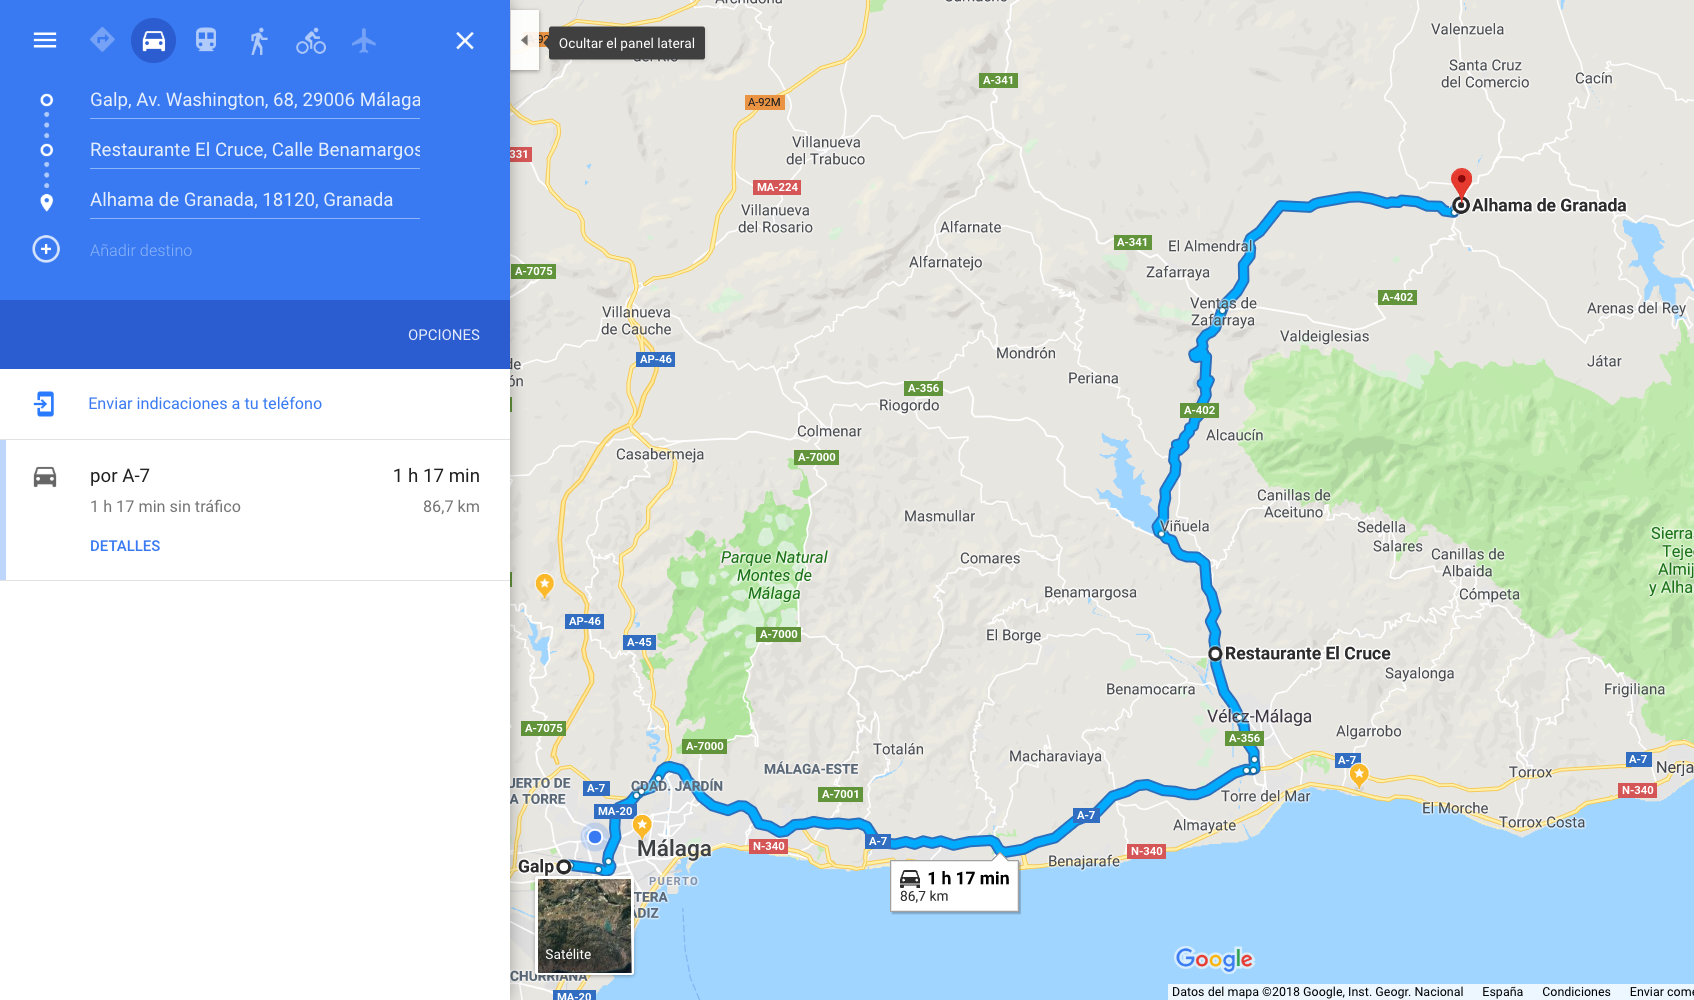 Galp, Av. Washington, 68, 29006 Málaga
Restaurante El Cruce, Calle Benamargos
Alhama de Granada, 18120, Granada
Añadir destino
OPCIONES
Enviar indicaciones a tu teléfono
por A-7
1 h 17 min
1 h 17 min sin tráfico
86,7 km
DETALLES
Ocultar el panel lateral
Valenzuela
Santa Cruz
del Comercio
Cacín
A-341
A-92M
Villanueva
del Trabuco
331
MA-224
Villanueva
del Rosario
Alhama de Granada
Alfarnate
A-341
El Almendral
Alfarnatejo
Zafarraya
A-7075
A-402
Ventas de
Zafarraya
Arenas del Rey
Villanueva
de Cauche
Valdeiglesias
AP-46
Mondrón
Játar
Periana
A-356
Riogordo
A-402
Colmenar
Alcaucín
Casabermeja
A-7000
Canillas de
Aceituno
Masmullar
Viñuela
Sedella
Salares
Sierra
Teje
Almij
y Alha
Parque Natural
Montes de
Málaga
Comares
Canillas de
Albaida
Benamargosa
Cómpeta
AP-46
A-45
A-7000
El Borge
Restaurante El Cruce
Sayalonga
Benamocarra
Frigiliana
Vélez-Málaga
A-7075
A-356
Algarrobo
A-7000
Totalán
Macharaviaya
A-7
A-7
MÁLAGA-ESTE
Torrox
Nerja
UERTO DE
A TORRE
A-7
CDAD. JARDÍN
A-7001
Torre del Mar
N-340
MA-20
A-7
El Morche
Almayate
Torrox Costa
Málaga
N-340
A-7
N-340
Benajarafe
Galp
1 h 17 min
86,7 km
PUERTO
TERA
ÁDIZ
Satélite
CHURRIANA
MA-20
Google
Datos del mapa ©2018 Google, Inst. Geogr. Nacional
España
Condiciones
Enviar come